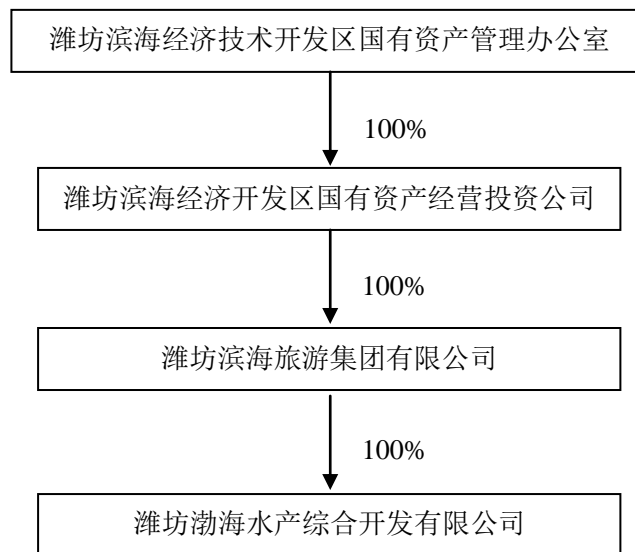 潍坊滨海经济技术开发区国有资产管理办公室
100%
潍坊滨海经济开发区国有资产经营投资公司
100%
潍坊滨海旅游集团有限公司
100%
潍坊渤海水产综合开发有限公司